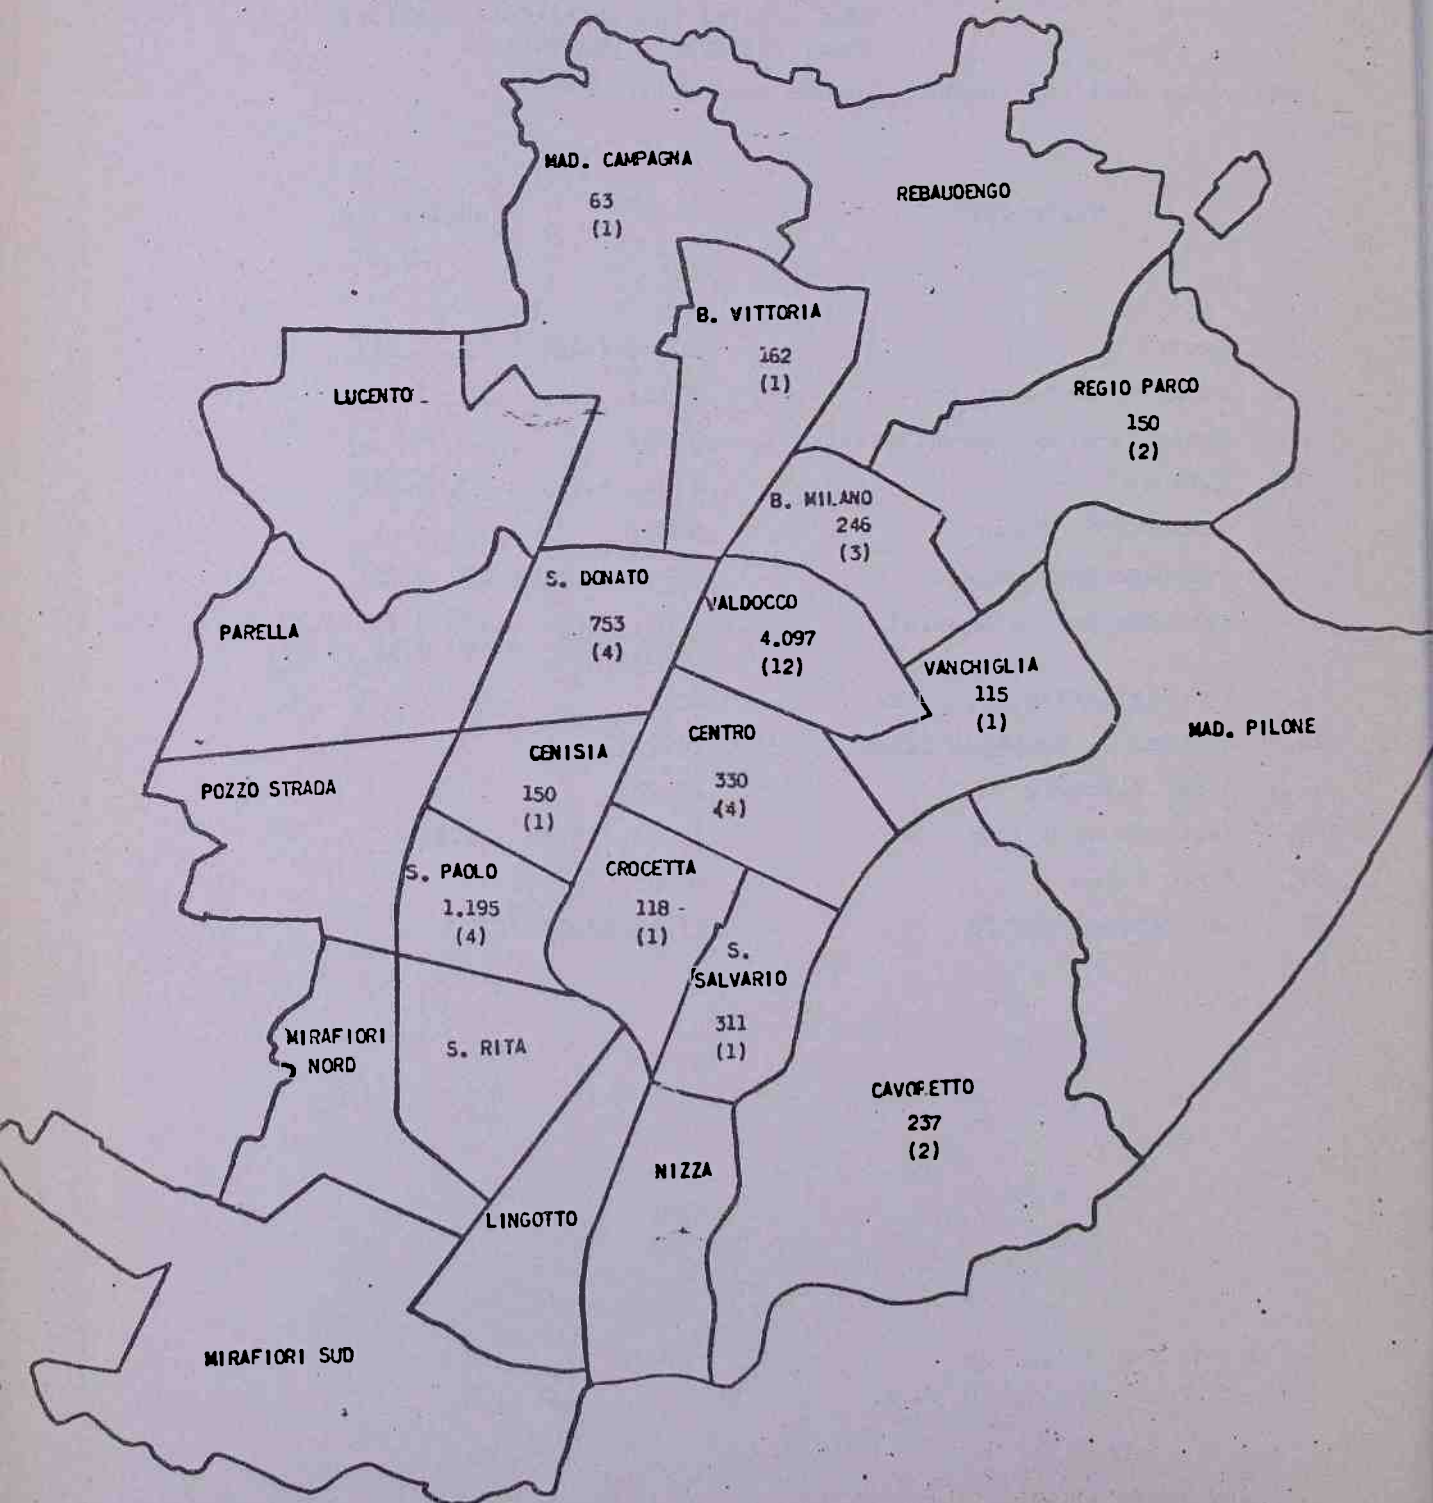 MAD. CAMPAGNA
63
(1)
REBAUDENGO
B. VITTORIA
162
(1)
LUCENTO
REGIO PARCO
150
(2)
B. MILANO
246
(3)
S. DONATO
753
(4)
VALDOCCO
4.097
(12)
PARELLA
VANCHIGLIA
115
(1)
MAD. PILONE
CENTRO
330
(4)
CENISIA
150
(1)
POZZO STRADA
S. PAOLO
1.195
(4)
CROCETTA
118
(1)
S.
SALVARIO
311
(1)
MIRAFIORI
NORD
S. RITA
CAVORETTO
237
(2)
NIZZA
LINGOTTO
MIRAFIORI SUD